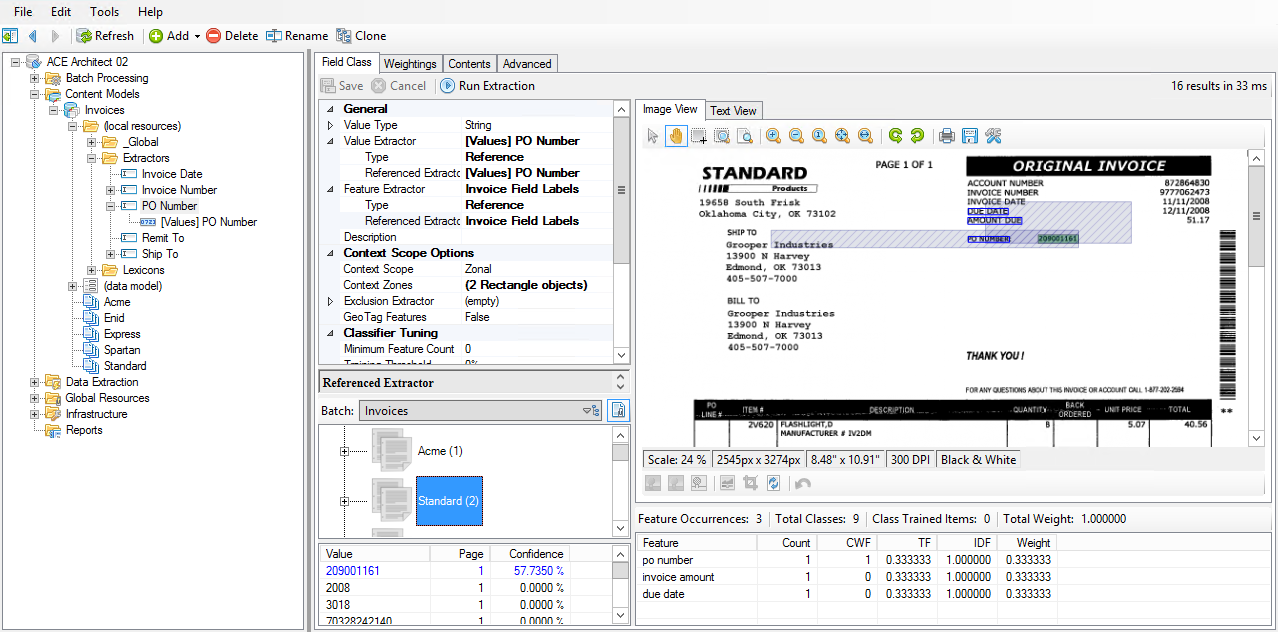 File Edit Tools Help
Refresh Add Delete Rename Clone
ACE Architect 02
Batch Processing
Content Models
Invoices
(local resources)
_Global
Extractors
Invoice Date
Invoice Number
PO Number
[Values] PO Number
Remit To
Ship To
Lexicons
(data model)
Acme
Enid
Express
Spartan
Standard
Data Extraction
Global Resources
Infrastructure
Reports
Field Class Weightings Contents Advanced
Save Cancel Run Extraction
16 results in 33 ms
General
Value Type String
Value Extractor [Values] PO Number
Type Reference
Referenced Extractc [Values] PO Number
Feature Extractor Invoice Field Labels
Type Reference
Referenced Extractc Invoice Field Labels
Description
Context Scope Options
Context Scope Zonal
Context Zones (2 Rectangle objects)
Exclusion Extractor (empty)
GeoTag Features False
Classifier Tuning
Minimum Feature Count 0
Referenced Extractor
Batch: Invoices
Acme (1)
Standard (2)
Value Page Confidence
209001161 1 57.7350 %
2008 1 0.0000 %
3018 1 0.0000 %
70328242140 1 0.0000 %
Image View Text View
STANDARD
Products
19658 South Frisk
Oklahoma City, OK 73102
PAGE 1 OF 1
ORIGINAL INVOICE
ACCOUNT NUMBER 872864830
INVOICE NUMBER 9777062473
INVOICE DATE 11/11/2008
DUE DATE 12/11/2008
AMOUNT DUE 51.17
PO NUMBER 209001161
SHIP TO
Grooper Industries
13900 N Harvey
Edmond, OK 73013
405-507-7000
BILL TO
Grooper Industries
13900 N Harvey
Edmond, OK 73013
405-507-7000
THANK YOU !
FOR ANY QUESTIONS ABOUT THIS INVOICE OR ACCOUNT CALL 1-877-202-2594
PO LINE # ITEM # DESCRIPTION QUANTITY BACK ORDERED UNIT PRICE TOTAL
**
2V620 FLASHLIGHT,D 8 5.07 40.56
MANUFACTURER # IV2DM
Scale: 24 % 2545px x 3274px 8.48" x 10.91" 300 DPI Black & White
Feature Occurrences: 3 Total Classes: 9 Class Trained Items: 0 Total Weight: 1.000000
Feature Count CWF TF IDF Weight
po number 1 1 0.333333 1.000000 0.333333
invoice amount 1 0 0.333333 1.000000 0.333333
due date 1 0 0.333333 1.000000 0.333333